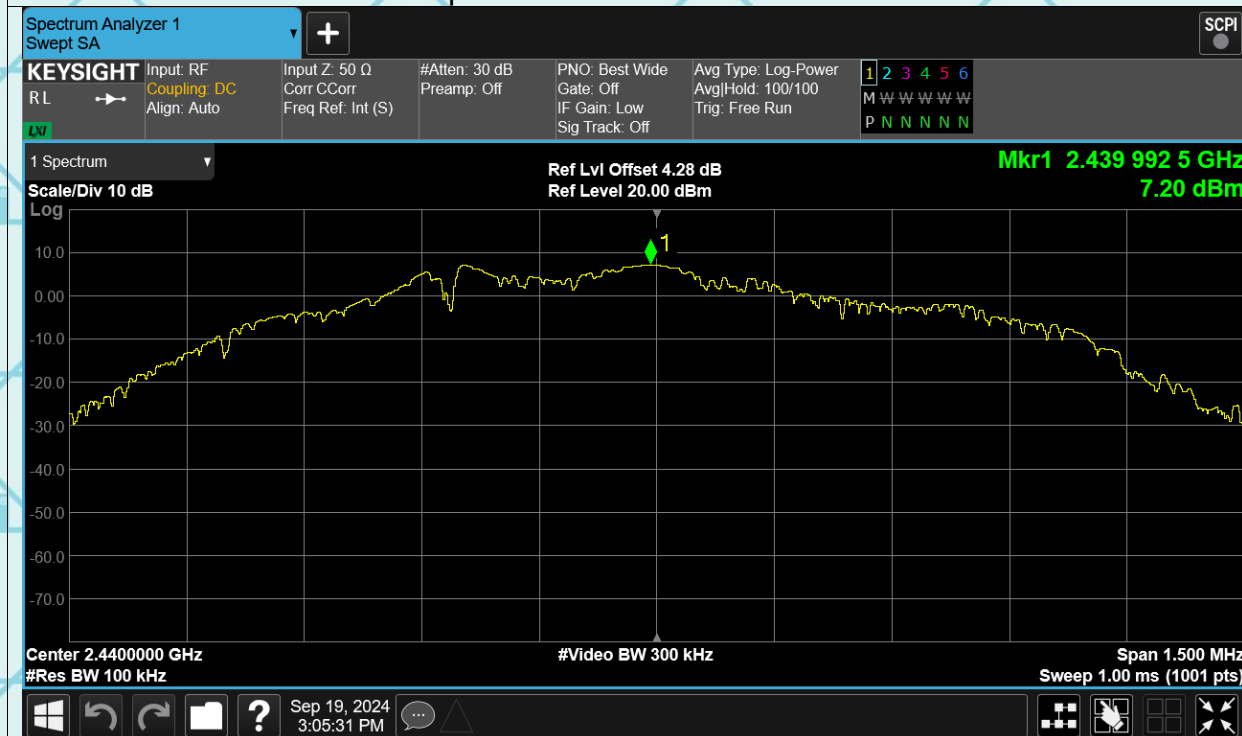 Spectrum Analyzer 1
Swept SA
+
SCPI
KEYSIGHT
RL
LXI
Input: RF
Coupling: DC
Align: Auto
Input Z: 50 Ω
Corr CCorr
Freq Ref: Int (S)
#Atten: 30 dB
Preamp: Off
PNO: Best Wide
Gate: Off
IF Gain: Low
Sig Track: Off
Avg Type: Log-Power
Avg|Hold: 100/100
Trig: Free Run
1 2 3 4 5 6
M W W W W W W
P N N N N N N
1 Spectrum
Scale/Div 10 dB
Log
Ref Lvl Offset 4.28 dB
Ref Level 20.00 dBm
Mkr1 2.439 992 5 GHz
7.20 dBm
1
10.0
0.00
-10.0
-20.0
-30.0
-40.0
-50.0
-60.0
-70.0
Center 2.4400000 GHz
#Res BW 100 kHz
#Video BW 300 kHz
Span 1.500 MHz
Sweep 1.00 ms (1001 pts)
?
Sep 19, 2024
3:05:31 PM